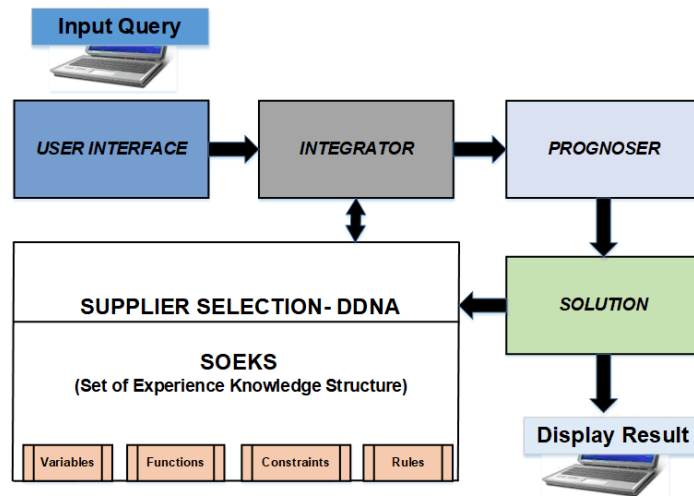 Input Query
USER INTERFACE
INTEGRATOR
PROGNOSER
SUPPLIER SELECTION- DDNA
SOLUTION
SOEKS
(Set of Experience Knowledge Structure)
Variables
Functions
Constraints
Rules
Display Result